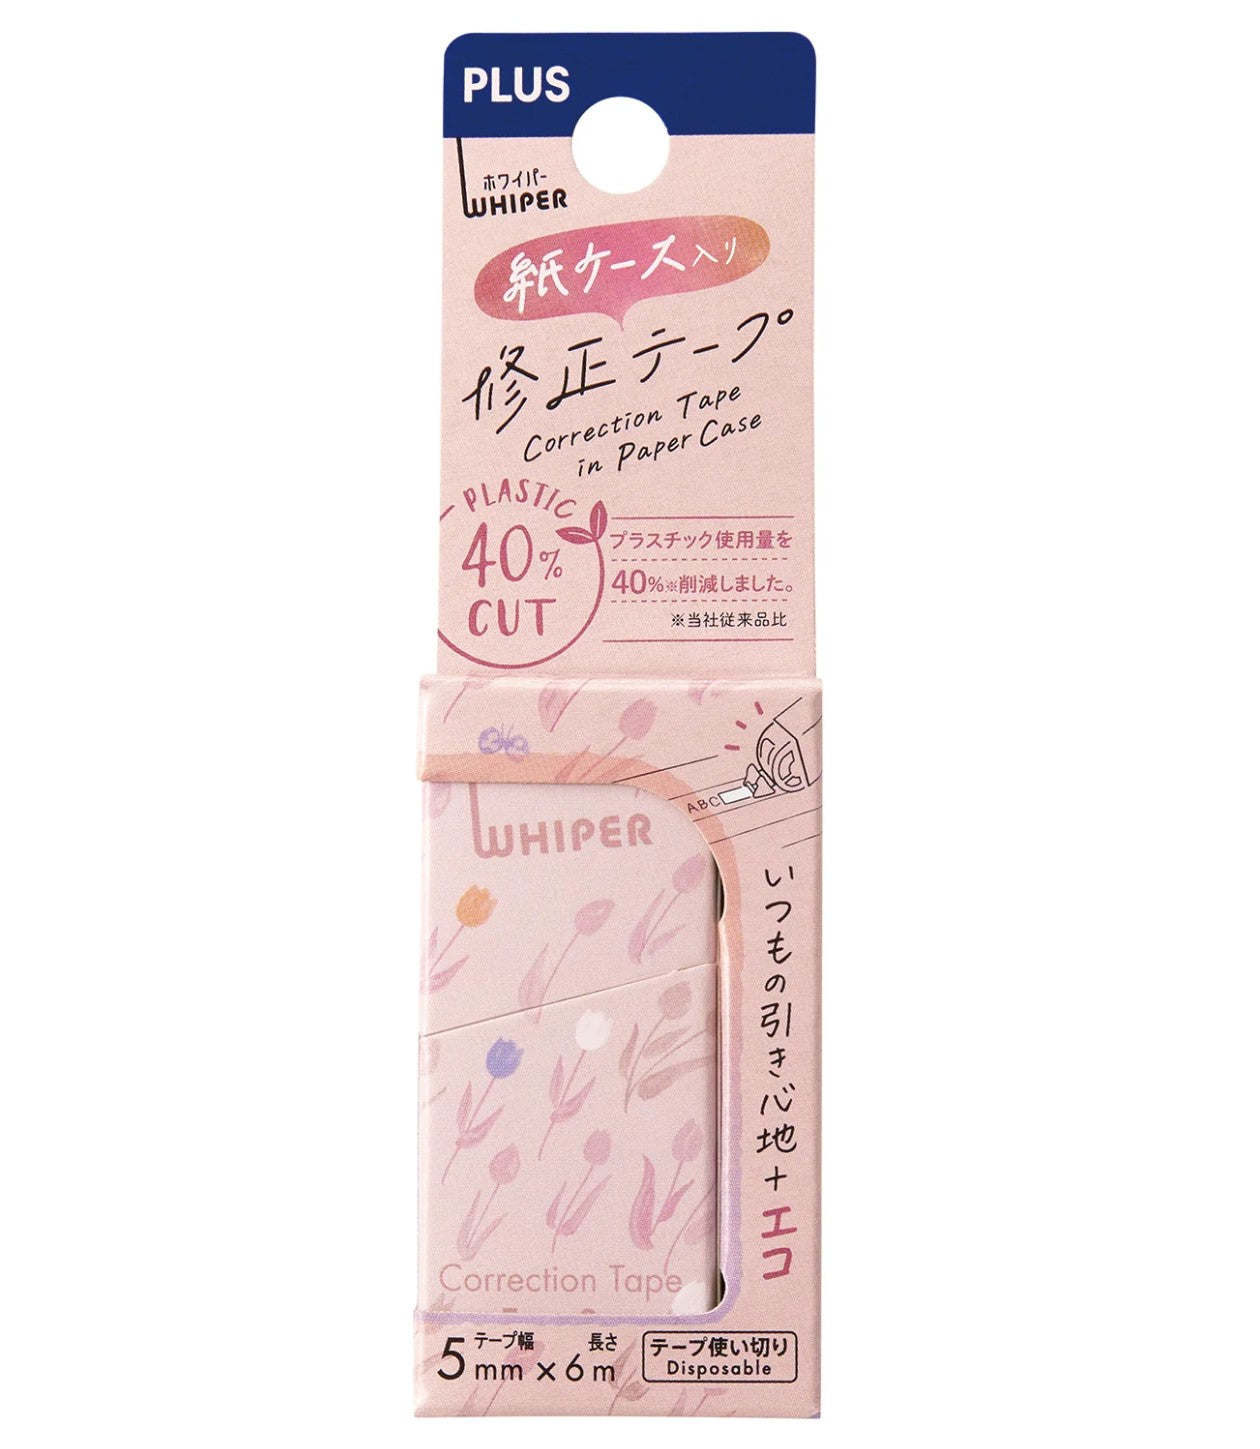 PLUS
ホワイパー
WHIPER
紙ケース入り
修正テープ
Correction Tape
in Paper Case
PLASTIC
40%
CUT
プラスチック使用量を
40%※削減しました。
※当社従来品比
ABC
WHIPER
いつもの引き心地+エコ
Correction Tape
テープ幅 長さ
5mm×6m
テープ使い切り
Disposable